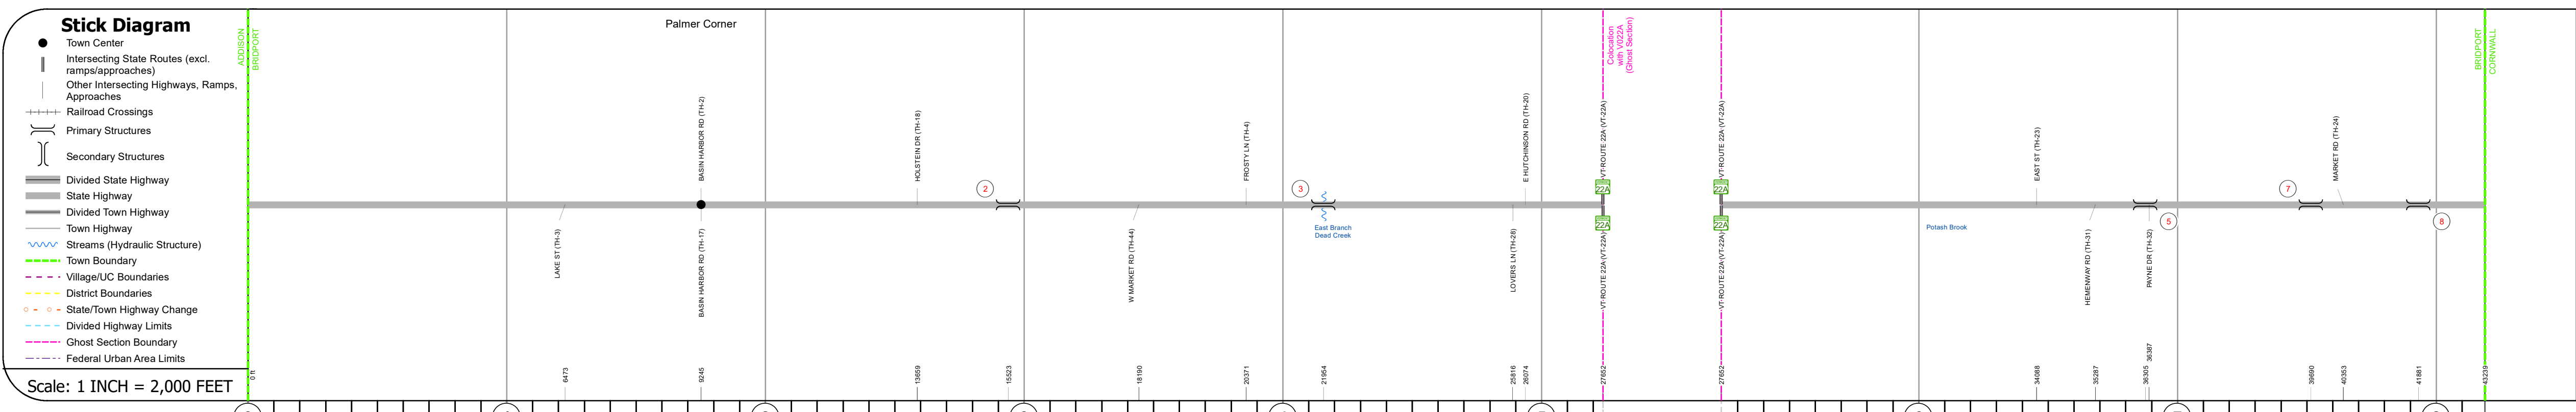 Stick Diagram
Town Center
Intersecting State Routes (excl.
ramps/approaches)
Other Intersecting Highways, Ramps,
Approaches
Railroad Crossings
Primary Structures
Secondary Structures
Divided State Highway
State Highway
Divided Town Highway
Town Highway
Streams (Hydraulic Structure)
Town Boundary
Village/UC Boundaries
District Boundaries
State/Town Highway Change
Divided Highway Limits
Ghost Section Boundary
Federal Urban Area Limits
Scale: 1 INCH = 2,000 FEET
ADDISON
BRIDPORT
Palmer Corner
LAKE ST (TH-3)
BASIN HARBOR RD (TH-2)
BASIN HARBOR RD (TH-17)
HOLSTEIN DR (TH-18)
2
W MARKET RD (TH-44)
FROSTY LN (TH-4)
3
East Branch
Dead Creek
LOVERS LN (TH-28)
E HUTCHINSON RD (TH-20)
Colocation
with V022A
(Ghost Section)
VT-ROUTE 22A (VT-22A)
22A
22A
VT-ROUTE 22A (VT-22A)
VT-ROUTE 22A (VT-22A)
22A
22A
VT-ROUTE 22A (VT-22A)
Potash Brook
EAST ST (TH-23)
HEMENWAY RD (TH-31)
PAYNE DR (TH-32)
5
7
MARKET RD (TH-24)
8
BRIDPORT
CORNWALL
0 ft
6473
9245
13659
15523
18190
20371
21954
25816
26074
27652
27652
34088
35287
36305
36387
39690
40353
41881
43239